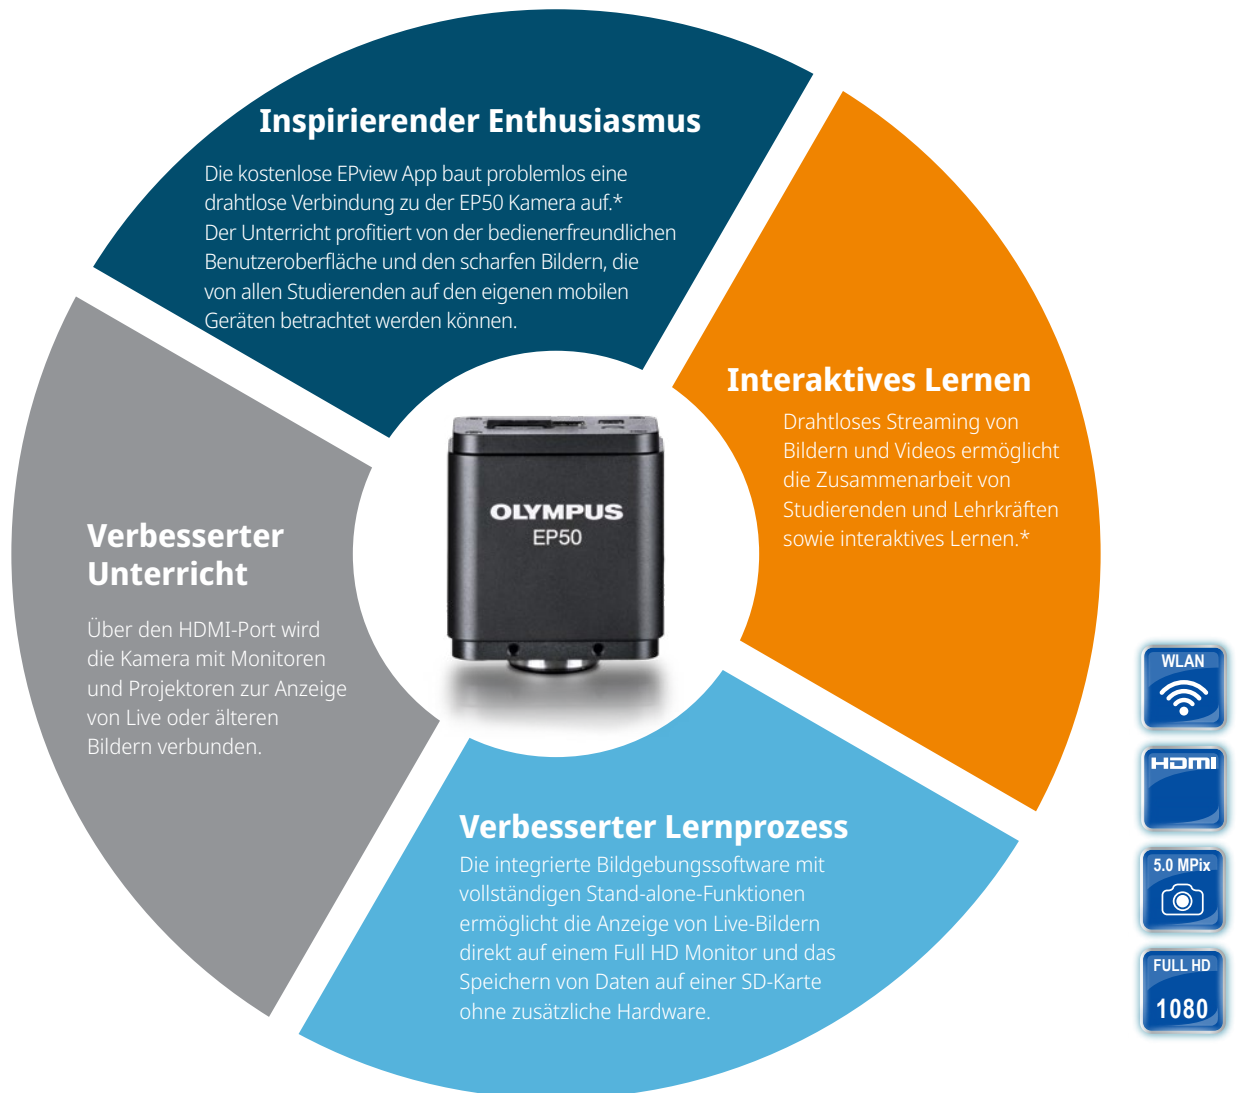 Inspirierender Enthusiasmus
Die kostenlose EPview App baut problemlos eine
drahtlose Verbindung zu der EP50 Kamera auf.*
Der Unterricht profitiert von der bedienerfreundlichen
Benutzeroberfläche und den scharfen Bildern, die
von allen Studierenden auf den eigenen mobilen
Geräten betrachtet werden können.
Interaktives Lernen
Drahtloses Streaming von
Bildern und Videos ermöglicht
die Zusammenarbeit von
Studierenden und Lehrkräften
sowie interaktives Lernen.*
OLYMPUS
EP50
Verbesserter
Unterricht
Über den HDMI-Port wird
die Kamera mit Monitoren
und Projektoren zur Anzeige
von Live oder älteren
Bildern verbunden.
Verbesserter Lernprozess
Die integrierte Bildgebungssoftware mit
vollständigen Stand-alone-Funktionen
ermöglicht die Anzeige von Live-Bildern
direkt auf einem Full HD Monitor und das
Speichern von Daten auf einer SD-Karte
ohne zusätzliche Hardware.
WLAN
HDMI
5.0 MPix
FULL HD
1080